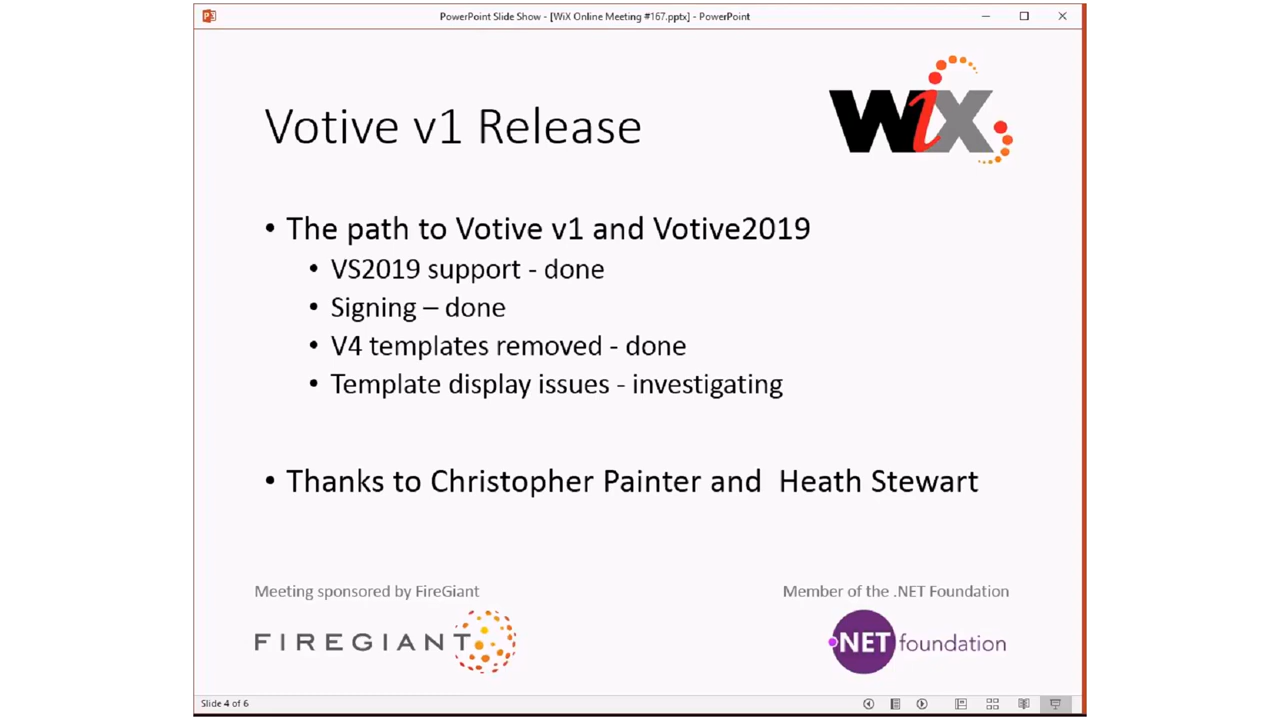 PowerPoint Slide Show - [WiX Online Meeting #167.pptx] - PowerPoint
WiX
Votive v1 Release
• The path to Votive v1 and Votive2019
• VS2019 support - done
• Signing – done
• V4 templates removed - done
• Template display issues - investigating
• Thanks to Christopher Painter and  Heath Stewart
Meeting sponsored by FireGiant
Member of the .NET Foundation
FIREGIANT
.NET foundation
Slide 4 of 6